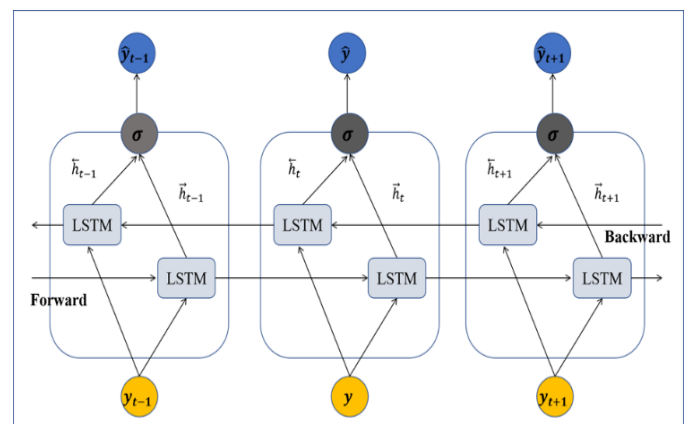 ŷₜ₋₁ ŷ ŷₜ₊₁
σ σ σ
h⃖ₜ₋₁ h⃖ₜ h⃖ₜ₊₁
h⃗ₜ₋₁ h⃗ₜ h⃗ₜ₊₁
LSTM LSTM LSTM
Backward
LSTM LSTM LSTM
Forward
yₜ₋₁ y yₜ₊₁